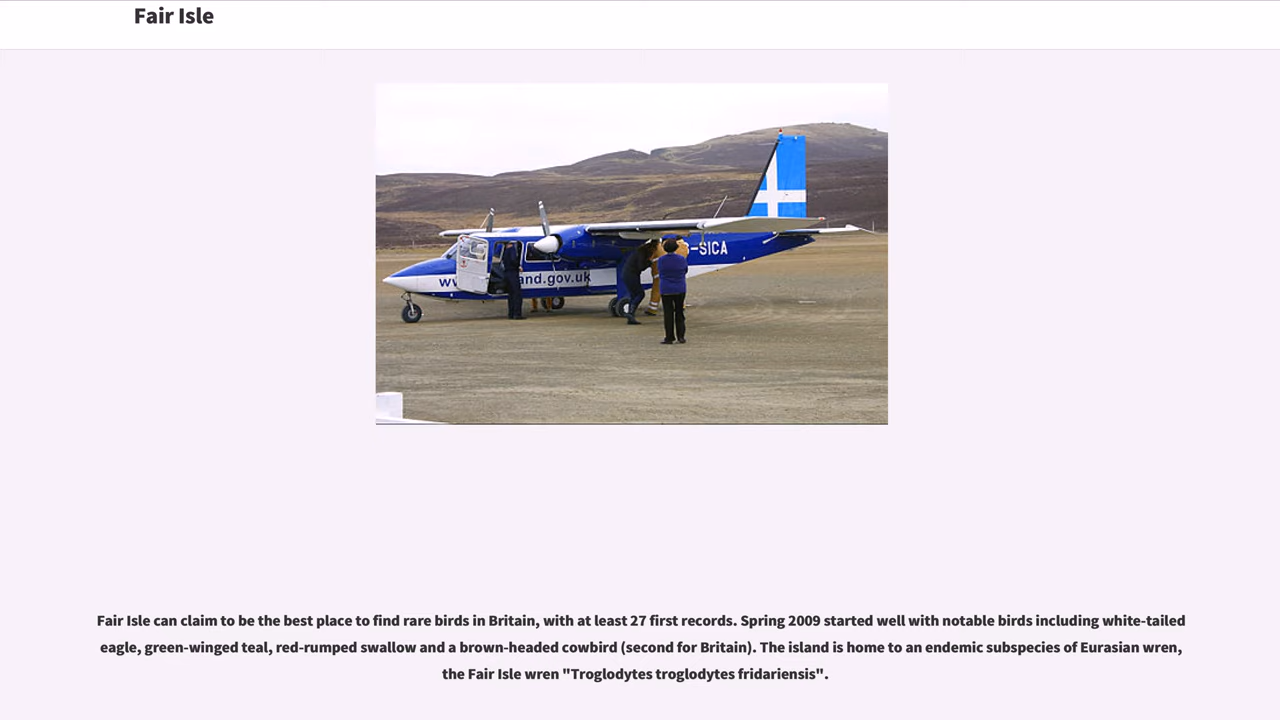 Fair Isle
-SICA
and.gov.uk
Fair Isle can claim to be the best place to find rare birds in Britain, with at least 27 first records. Spring 2009 started well with notable birds including white-tailed
eagle, green-winged teal, red-rumped swallow and a brown-headed cowbird (second for Britain). The island is home to an endemic subspecies of Eurasian wren,
the Fair Isle wren "Troglodytes troglodytes fridariensis".